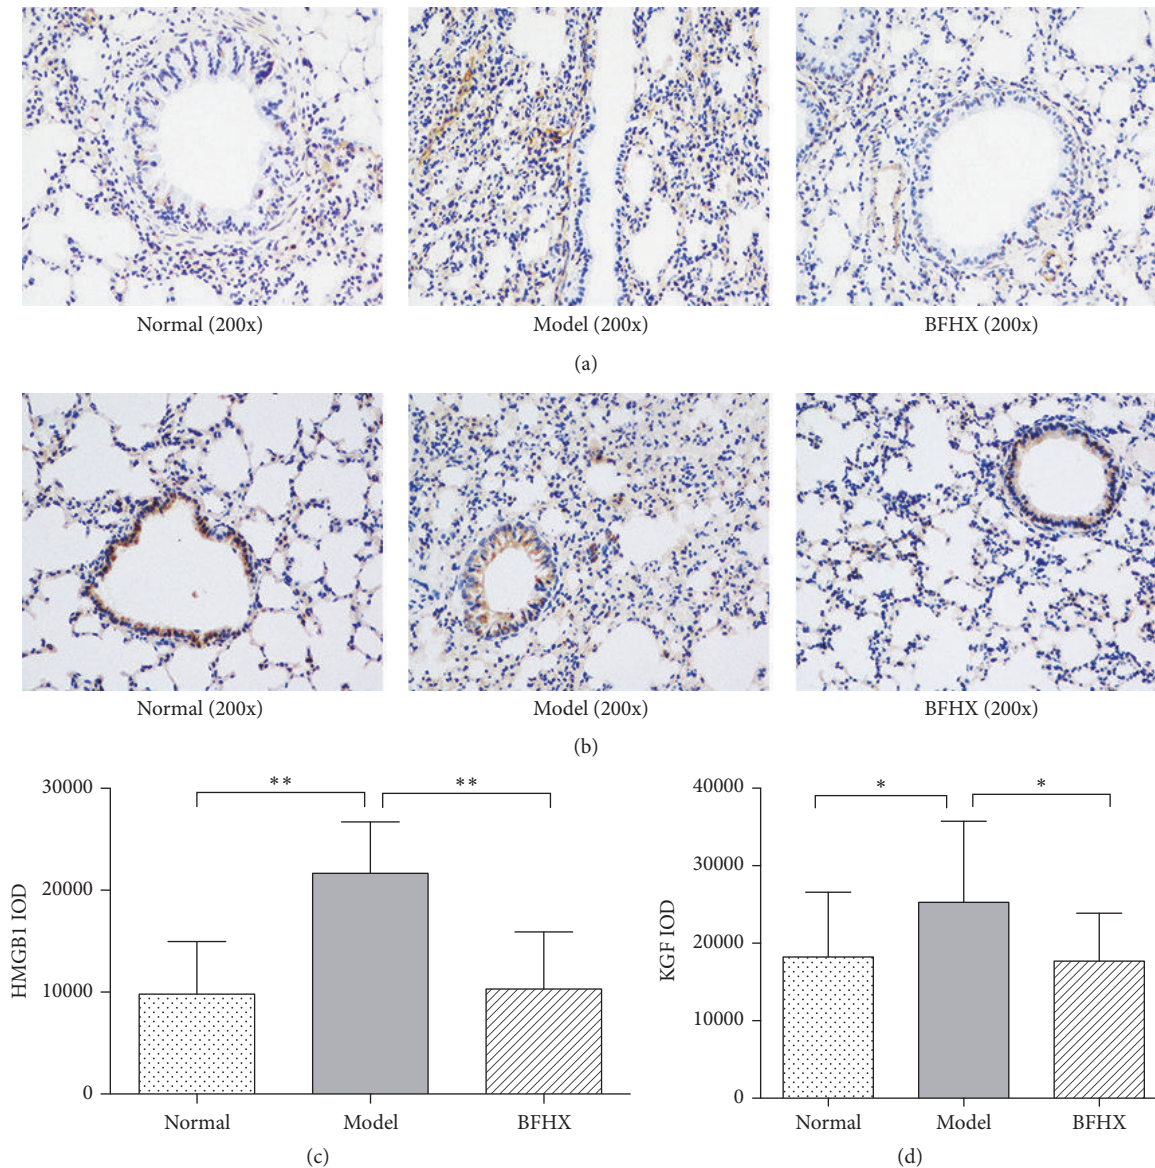 Normal (200x) Model (200x) BFHX (200x)
(a)
Normal (200x) Model (200x) BFHX (200x)
(b)
30000
20000
10000
0
HMGB1 IOD
** **
Normal Model BFHX
(c)
40000
30000
20000
10000
0
KGF IOD
* *
Normal Model BFHX
(d)